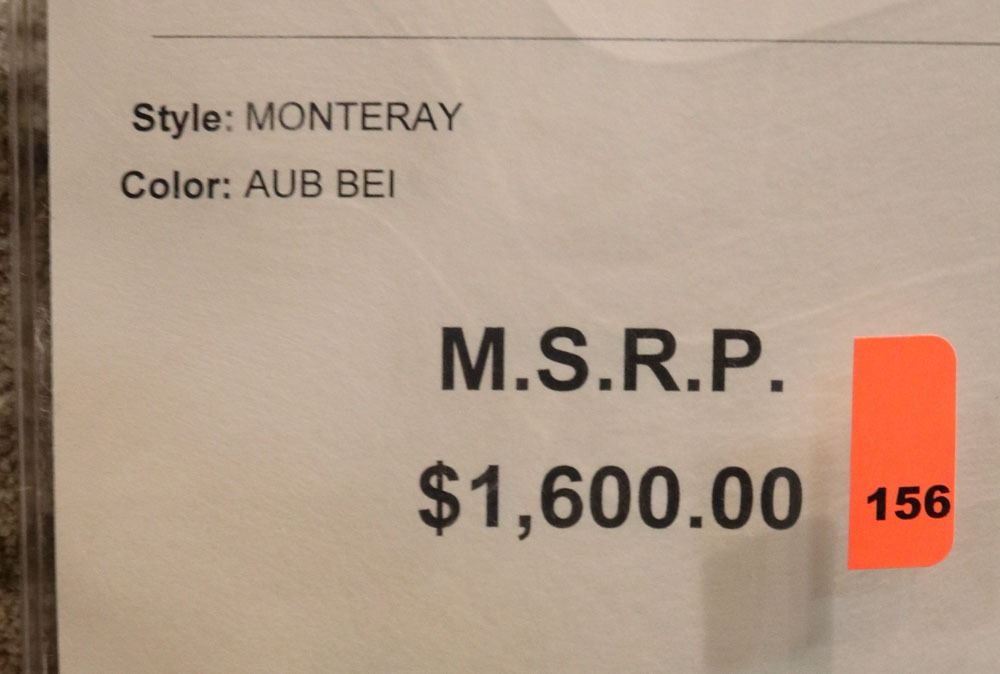 Style: MONTERAY
Color: AUB BEI
M.S.R.P.
$1,600.00
156